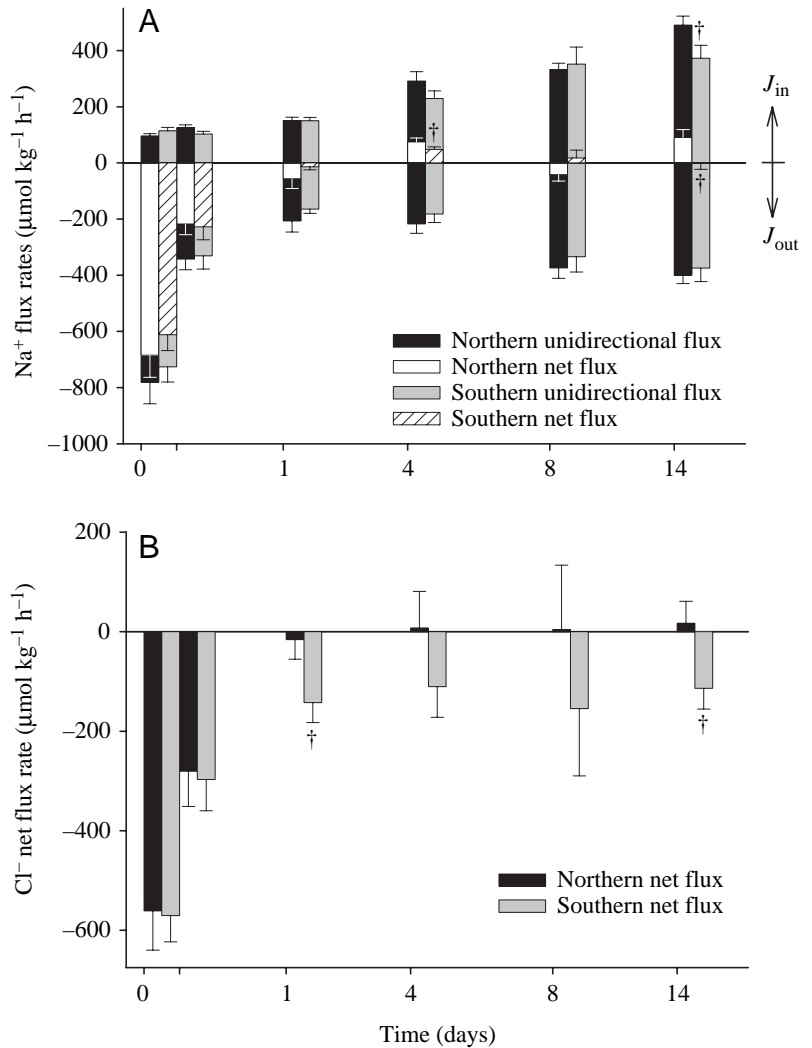 A
400
200
0
−200
−400
−600
−800
−1000
Na⁺ flux rates (µmol kg⁻¹ h⁻¹)
†
†
†
J_in
J_out
Northern unidirectional flux
Northern net flux
Southern unidirectional flux
Southern net flux
0 1 4 8 14
B
200
0
−200
−400
−600
Cl⁻ net flux rate (µmol kg⁻¹ h⁻¹)
†
†
Northern net flux
Southern net flux
0 1 4 8 14
Time (days)